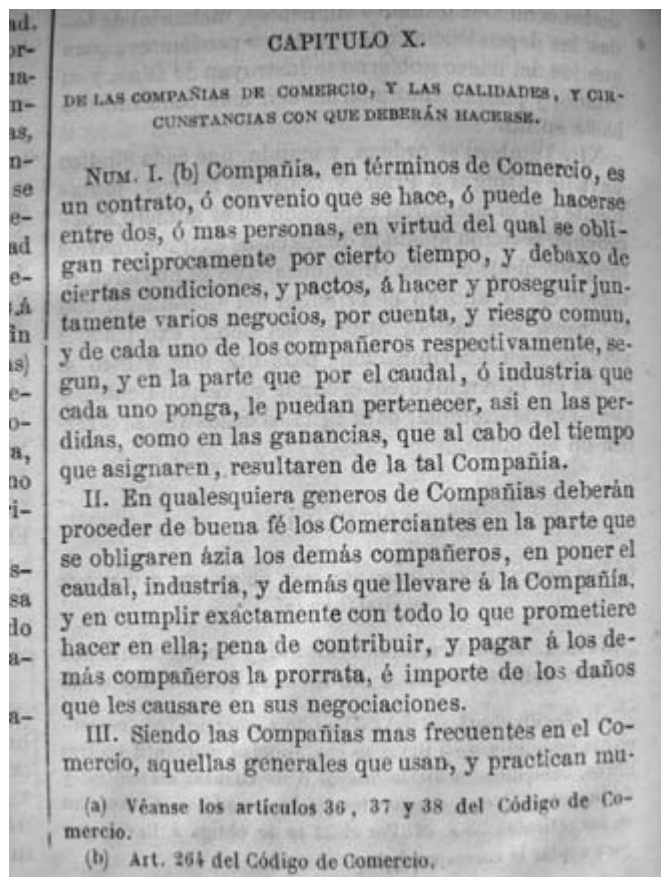 CAPITULO X.
DE LAS COMPAÑIAS DE COMERCIO, Y LAS CALIDADES, Y CIR-
CUNSTANCIAS CON QUE DEBERÁN HACERSE.
NUM. I. (b) Compañia, en términos de Comercio, es
un contrato, ó convenio que se hace, ó puede hacerse
entre dos, ó mas personas, en virtud del qual se obli-
gan reciprocamente por cierto tiempo, y debaxo de
ciertas condiciones, y pactos, á hacer y proseguir jun-
tamente varios negocios, por cuenta, y riesgo comun,
y de cada uno de los compañeros respectivamente, se-
gun, y en la parte que por el caudal, ó industria que
cada uno ponga, le puedan pertenecer, asi en las per-
didas, como en las ganancias, que al cabo del tiempo
que asignaren, resultaren de la tal Compañia.
II. En qualesquiera generos de Compañias deberán
proceder de buena fé los Comerciantes en la parte que
se obligaren ázia los demás compañeros, en poner el
caudal, industria, y demás que llevare á la Compañía,
y en cumplir exáctamente con todo lo que prometiere
hacer en ella; pena de contribuir, y pagar á los de-
más compañeros la prorrata, é importe de los daños
que les causare en sus negociaciones.
III. Siendo las Compañias mas frecuentes en el Co-
mercio, aquellas generales que usan, y practican mu-
(a) Véanse los artículos 36, 37 y 38 del Código de Co-
mercio.
(b) Art. 264 del Código de Comercio.